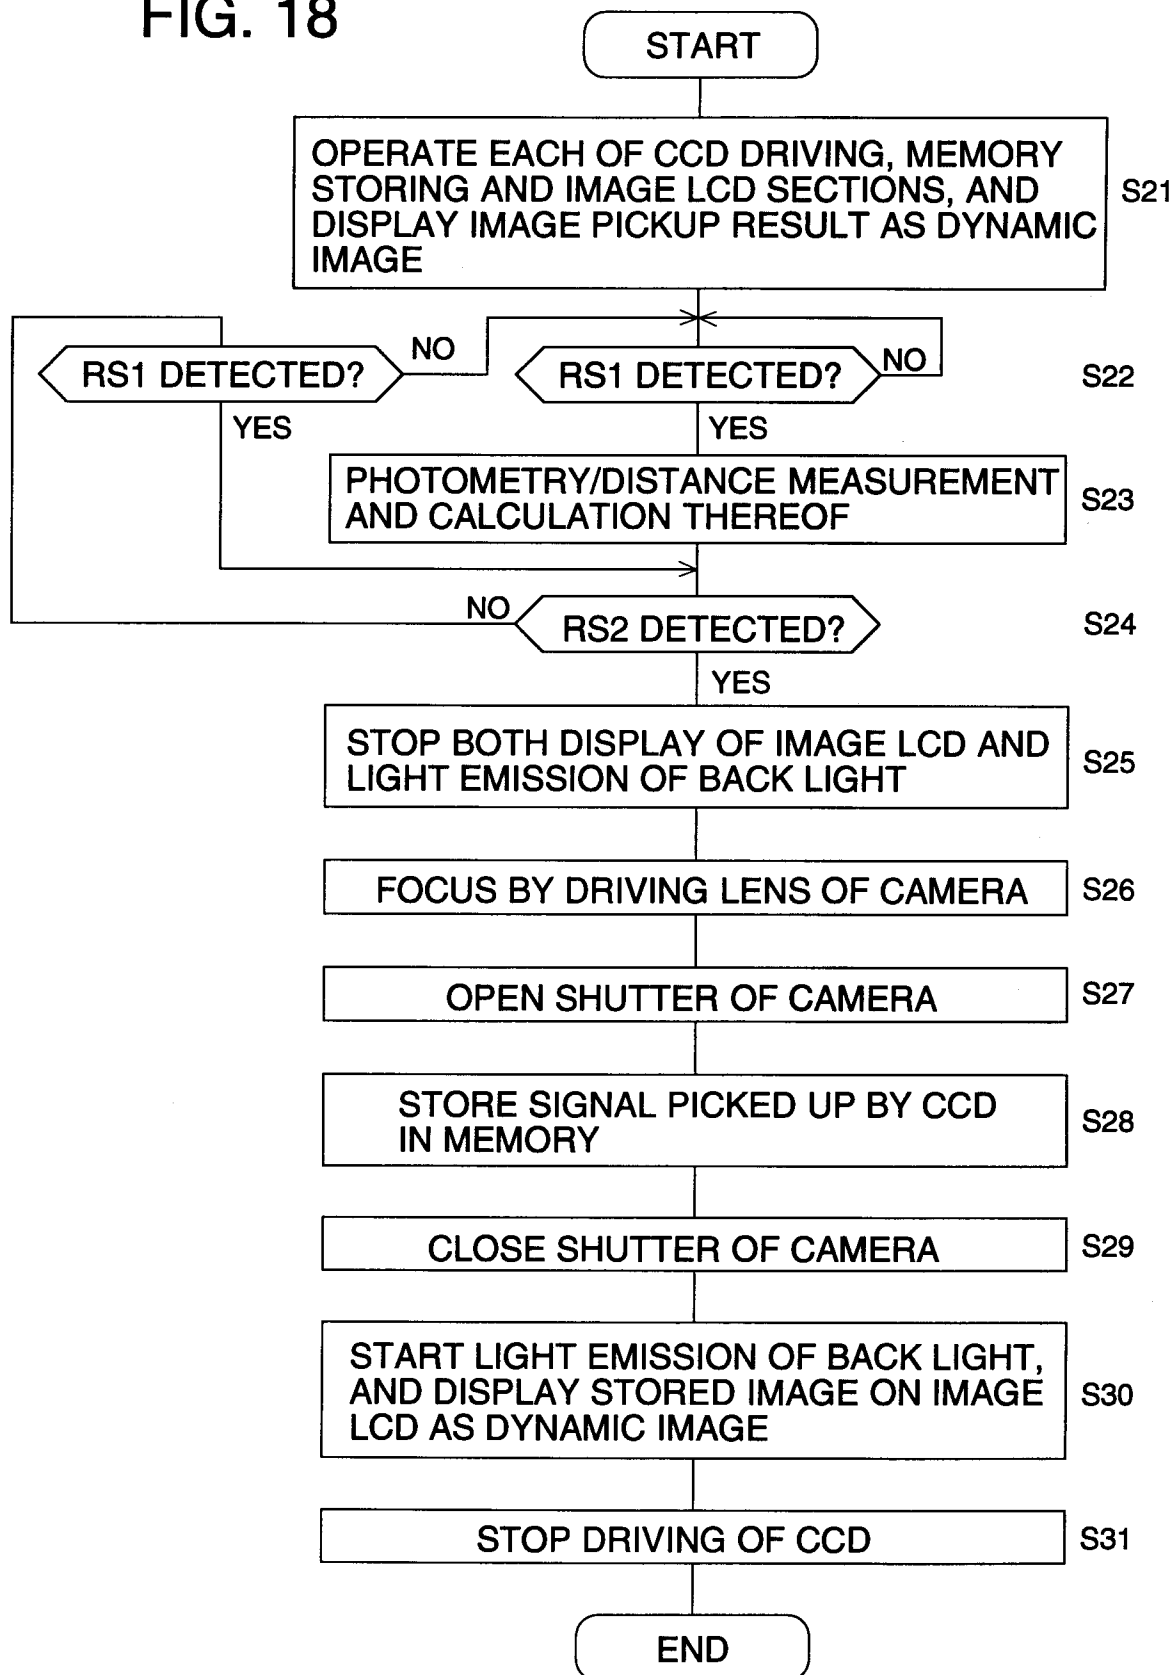 FIG. 18
START
OPERATE EACH OF CCD DRIVING, MEMORY
STORING AND IMAGE LCD SECTIONS, AND
DISPLAY IMAGE PICKUP RESULT AS DYNAMIC
IMAGE
S21
RS1 DETECTED?
NO
YES
RS1 DETECTED?
NO
YES
S22
PHOTOMETRY/DISTANCE MEASUREMENT
AND CALCULATION THEREOF
S23
NO
RS2 DETECTED?
S24
YES
STOP BOTH DISPLAY OF IMAGE LCD AND
LIGHT EMISSION OF BACK LIGHT
S25
FOCUS BY DRIVING LENS OF CAMERA
S26
OPEN SHUTTER OF CAMERA
S27
STORE SIGNAL PICKED UP BY CCD
IN MEMORY
S28
CLOSE SHUTTER OF CAMERA
S29
START LIGHT EMISSION OF BACK LIGHT,
AND DISPLAY STORED IMAGE ON IMAGE
LCD AS DYNAMIC IMAGE
S30
STOP DRIVING OF CCD
S31
END